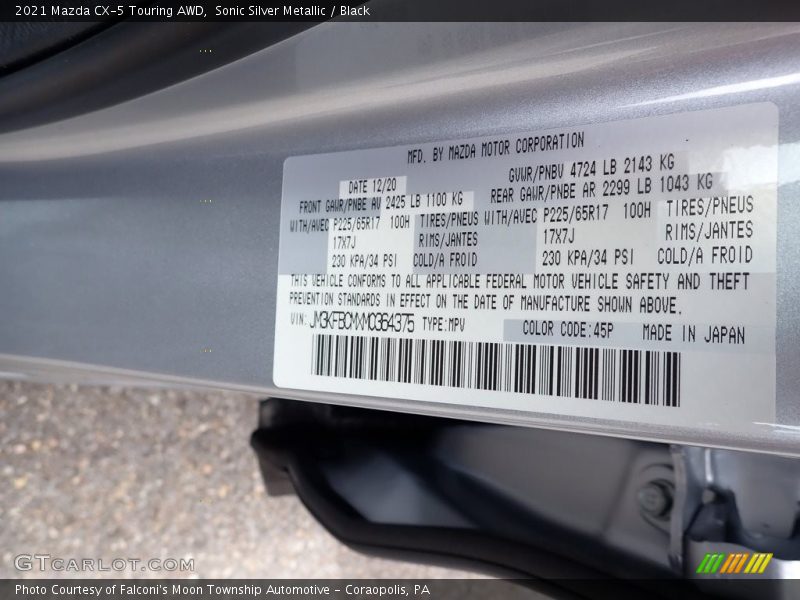 2021 Mazda CX-5 Touring AWD, Sonic Silver Metallic / Black
MFD. BY MAZDA MOTOR CORPORATION
DATE 12/20 GVWR/PNBV 4724 LB 2143 KG
FRONT GAWR/PNBE AV 2425 LB 1100 KG REAR GAWR/PNBE AR 2299 LB 1043 KG
WITH/AVEC P225/65R17 100H TIRES/PNEUS WITH/AVEC P225/65R17 100H TIRES/PNEUS
17X7J RIMS/JANTES 17X7J RIMS/JANTES
230 KPA/34 PSI COLD/A FROID 230 KPA/34 PSI COLD/A FROID
THIS VEHICLE CONFORMS TO ALL APPLICABLE FEDERAL MOTOR VEHICLE SAFETY AND THEFT
PREVENTION STANDARDS IN EFFECT ON THE DATE OF MANUFACTURE SHOWN ABOVE.
VIN: JM3KFBCMXM0364375 TYPE:MPV COLOR CODE:45P MADE IN JAPAN
GTCARLOT.COM
Photo Courtesy of Falconi's Moon Township Automotive - Coraopolis, PA